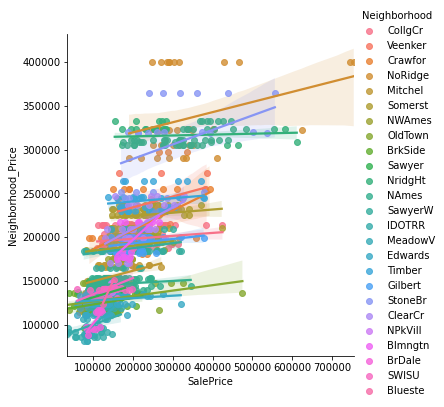 Neighborhood
CollgCr
Veenker
Crawfor
NoRidge
Mitchel
Somerst
NWAmes
OldTown
BrkSide
Sawyer
NridgHt
NAmes
SawyerW
IDOTRR
MeadowV
Edwards
Timber
Gilbert
StoneBr
ClearCr
NPkVill
Blmngtn
BrDale
SWISU
Blueste
400000
350000
300000
250000
200000
150000
100000
Neighborhood_Price
100000 200000 300000 400000 500000 600000 700000
SalePrice